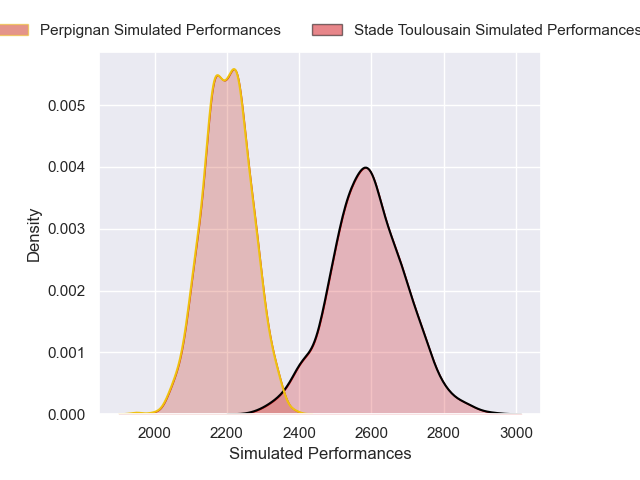 Perpignan Simulated Performances
Stade Toulousain Simulated Performances
Density
0.005
0.004
0.003
0.002
0.001
0.000
2000 2200 2400 2600 2800 3000
Simulated Performances